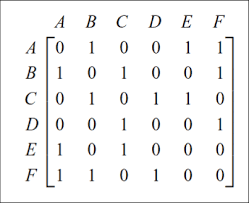 A B C D E F
A 0 1 0 0 1 1
B 1 0 1 0 0 1
C 0 1 0 1 1 0
D 0 0 1 0 0 1
E 1 0 1 0 0 0
F 1 1 0 1 0 0